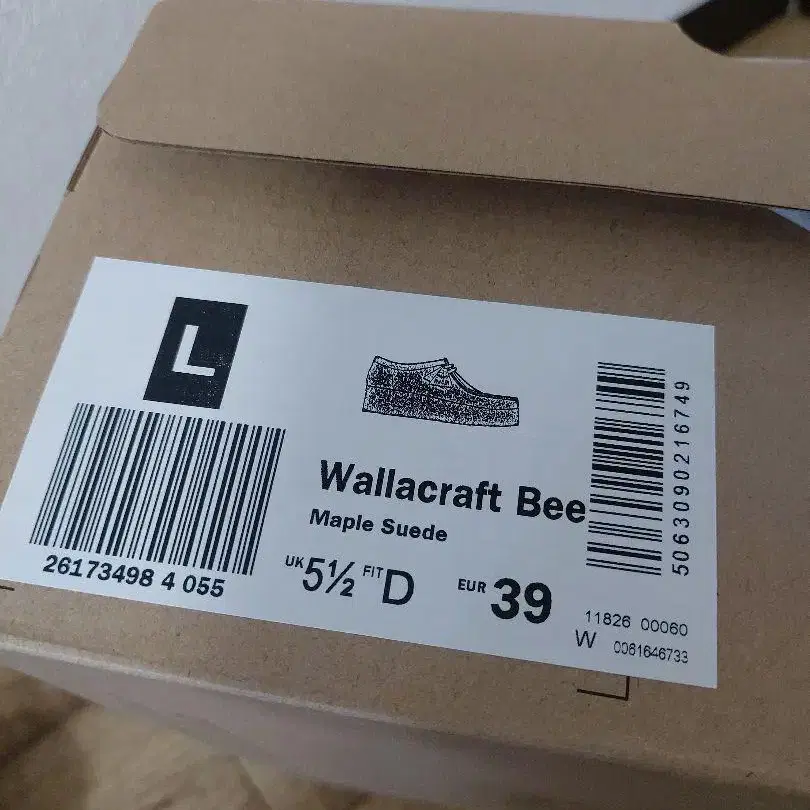 L
26173498 4 055
Wallacraft Bee
Maple Suede
UK 5½ FIT D EUR 39
5063090216749
11826 00060
W 0061646733